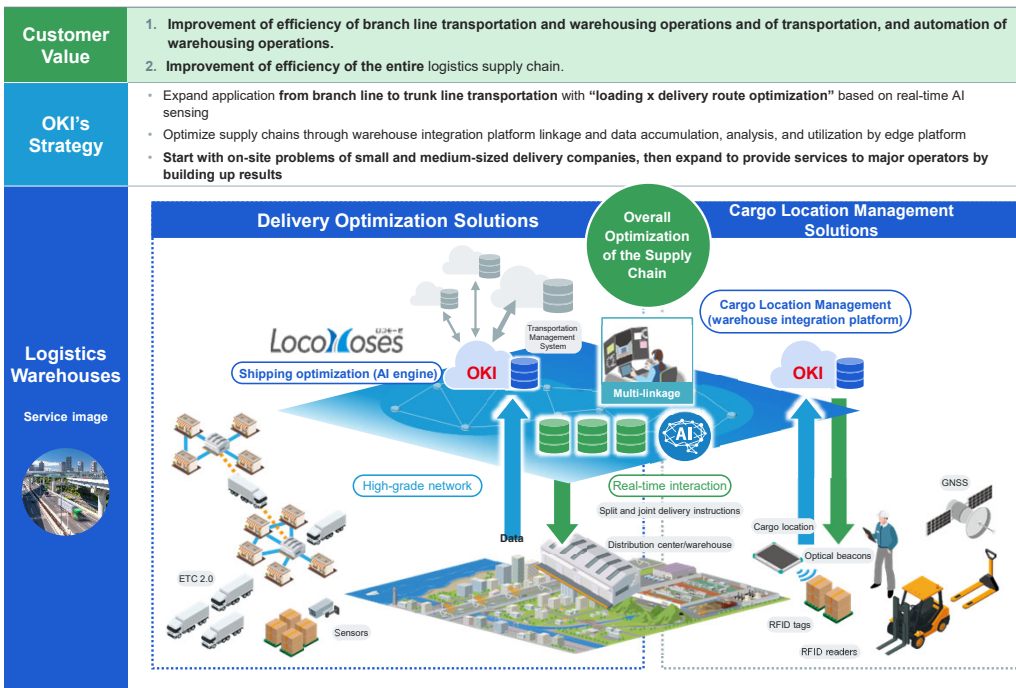 Customer
Value
1. Improvement of efficiency of branch line transportation and warehousing operations and of transportation, and automation of
warehousing operations.
2. Improvement of efficiency of the entire logistics supply chain.
OKI's
Strategy
• Expand application from branch line to trunk line transportation with “loading x delivery route optimization” based on real-time AI
sensing
• Optimize supply chains through warehouse integration platform linkage and data accumulation, analysis, and utilization by edge platform
• Start with on-site problems of small and medium-sized delivery companies, then expand to provide services to major operators by
building up results
Logistics
Warehouses
Service image
Delivery Optimization Solutions
Overall
Optimization
of the Supply
Chain
Cargo Location Management
Solutions
Cargo Location Management
(warehouse integration platform)
Transportation
Management
System
ロコモーゼ
LocoMoses
Shipping optimization (AI engine)
OKI
Multi-linkage
OKI
AI
High-grade network
Real-time interaction
GNSS
Split and joint delivery instructions
Cargo location
Data
Distribution center/warehouse
Optical beacons
ETC 2.0
Sensors
RFID tags
RFID readers